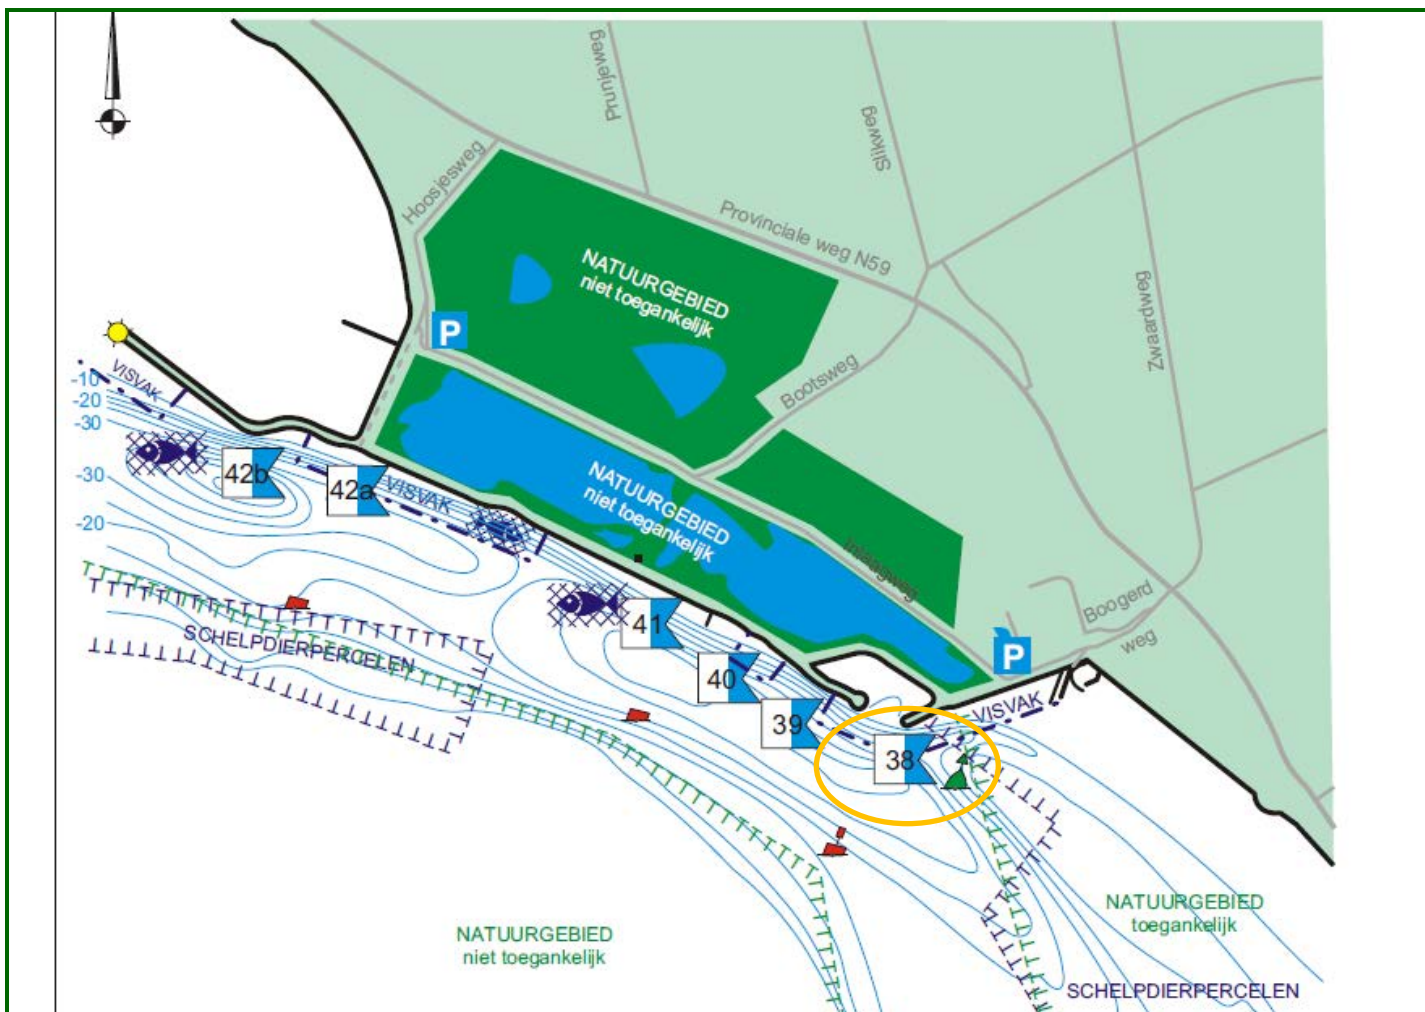 Prunjeweg
Slikweg
Hoosjesweg
Provinciale weg N59
NATUURGEBIED
niet toegankelijk
Zwaardweg
P
VISVAK
-10
-20
-30
Bootsweg
42b
-30
42a
VISVAK
NATUURGEBIED
niet toegankelijk
-20
Inlaagweg
Boogerd
weg
P
41
SCHELPDIERPERCELEN
40
39
VISVAK
38
NATUURGEBIED
toegankelijk
NATUURGEBIED
niet toegankelijk
SCHELPDIERPERCELEN